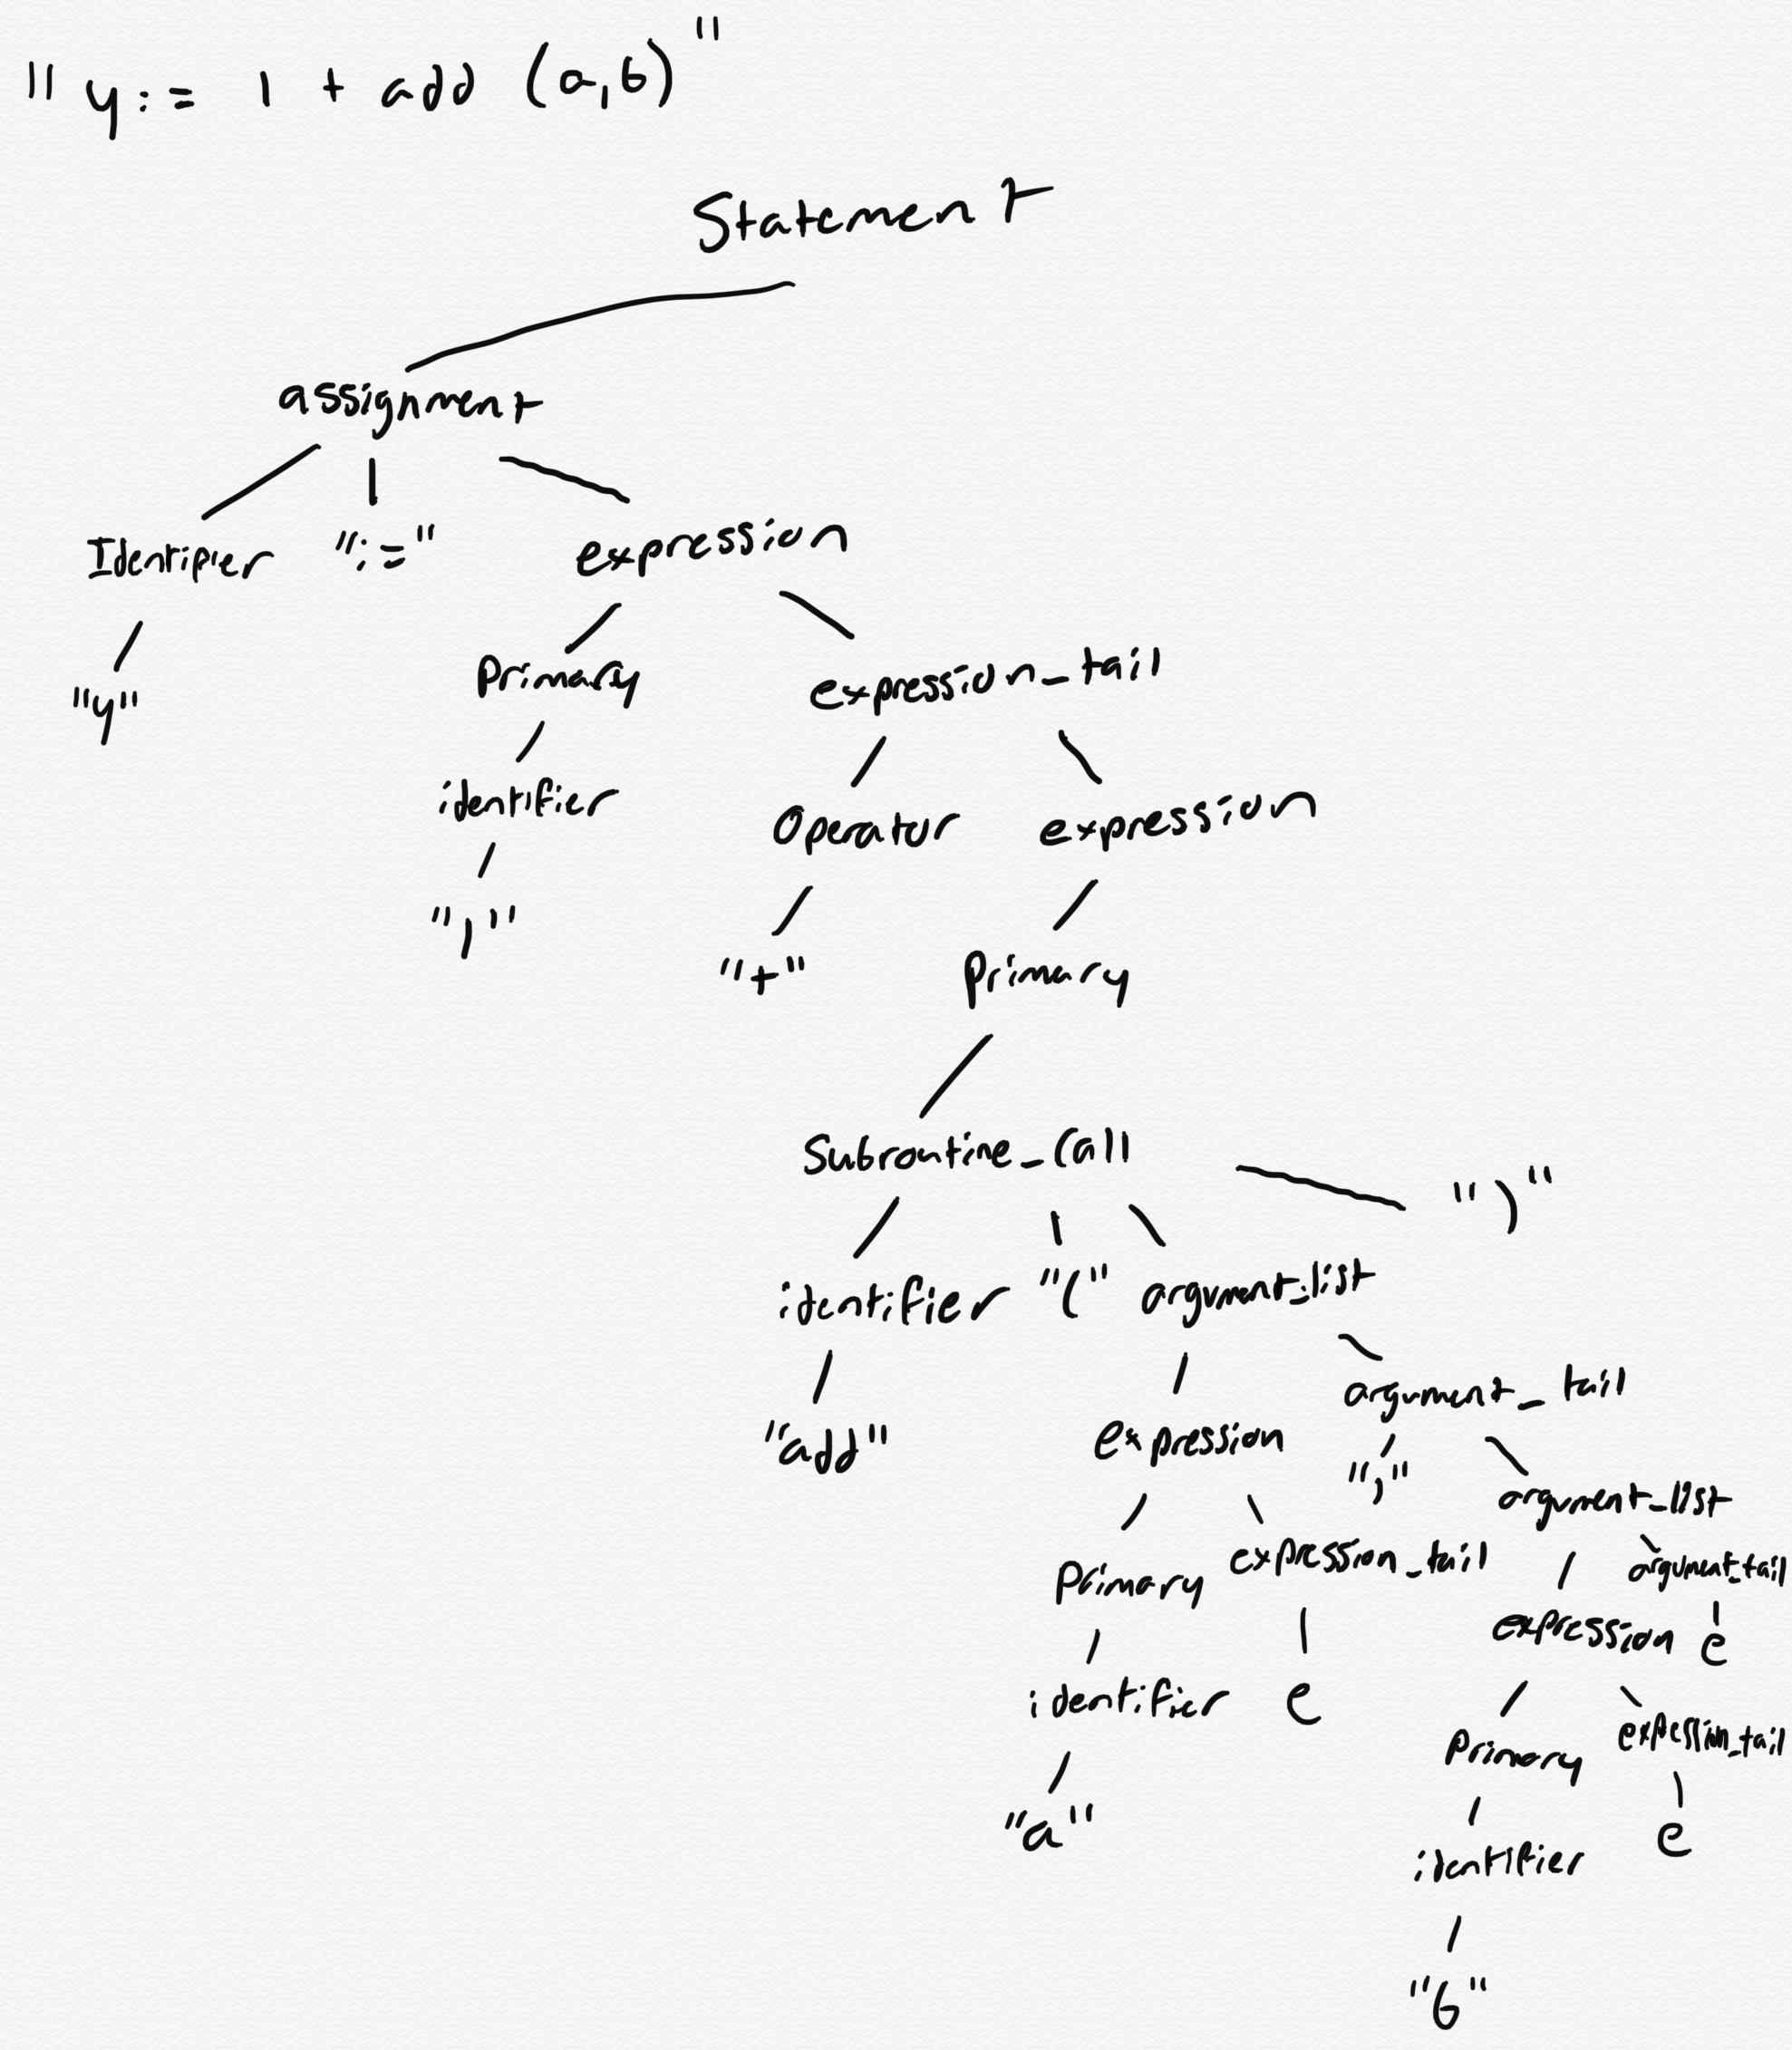 "y:= 1 + add (a,b)"
Statement
assignment
Identifier ":=" expression
"y" Primary expression_tail
identifier Operator expression
"1" "+" Primary
Subroutine_call ")"
identifier "(" argument_list
"add" expression argument_tail
"," argument_list
Primary expression_tail argument_tail
identifier e expression e
"a" Primary expression_tail
identifier e
"b"